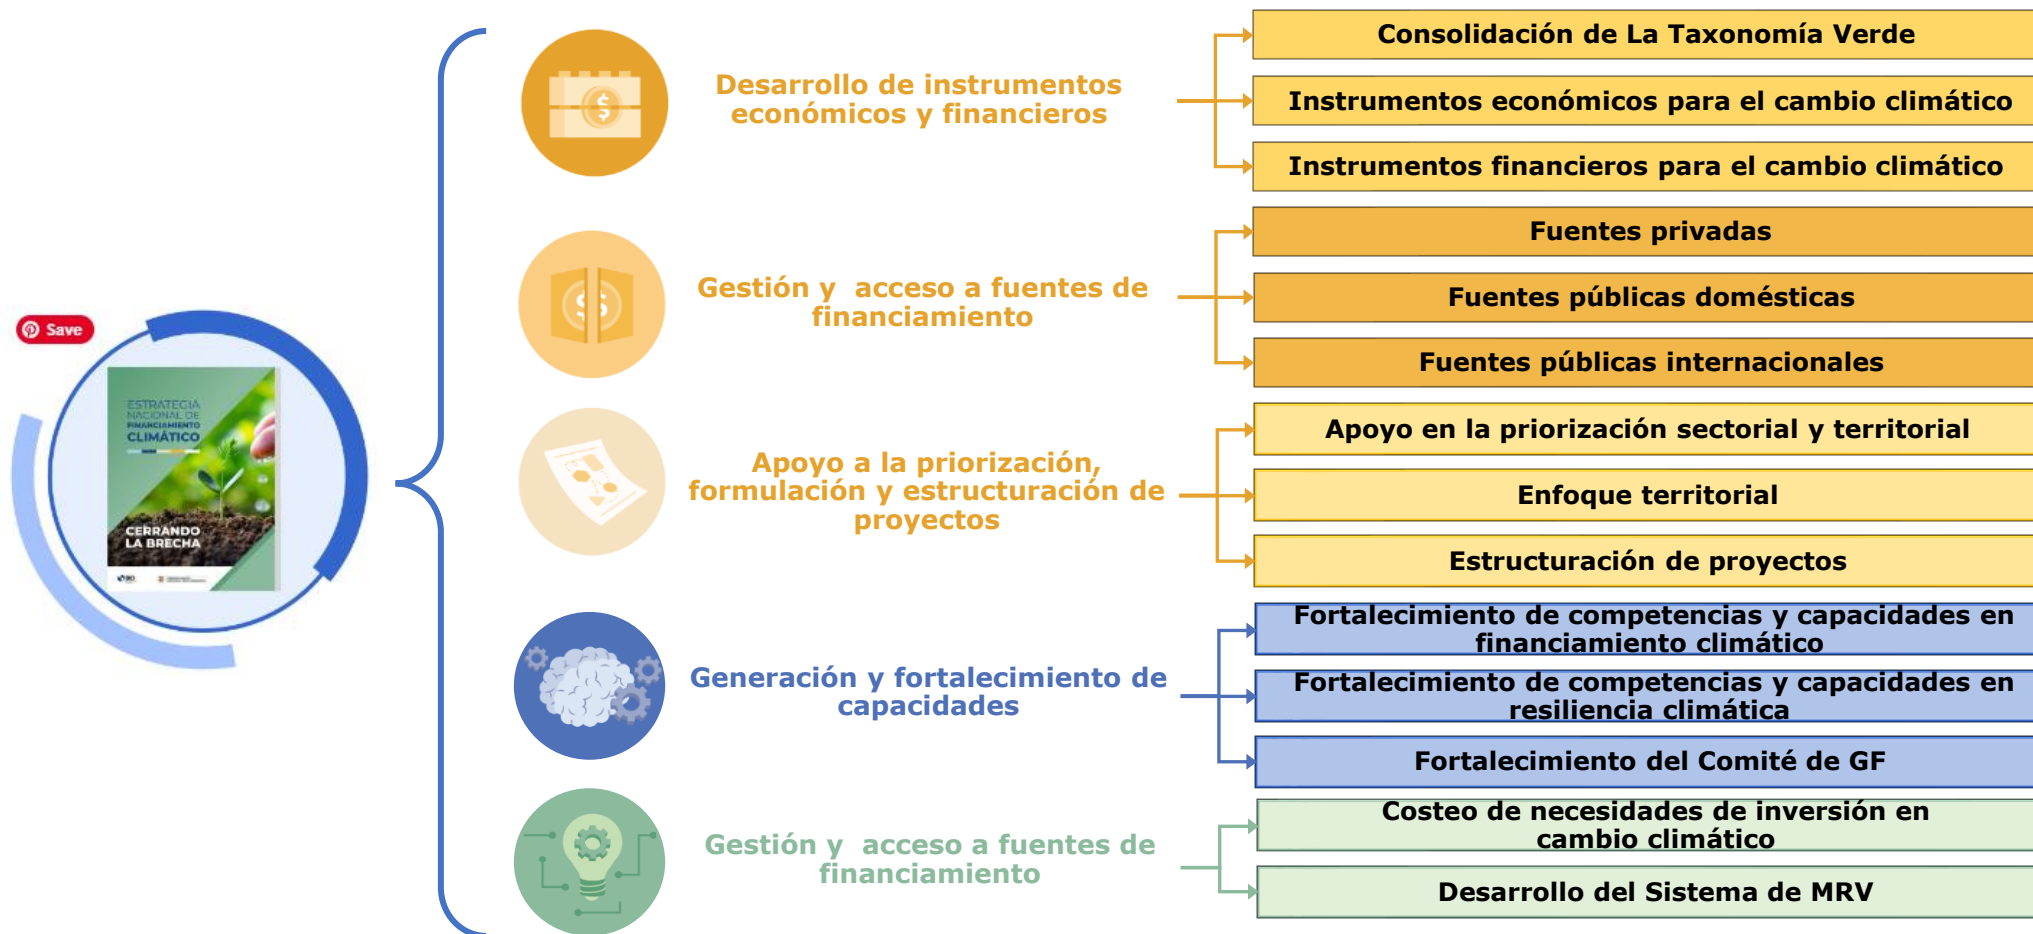 Save
ESTRATEGIA
NACIONAL DE
FINANCIAMIENTO
CLIMÁTICO
CERRANDO
LA BRECHA
Desarrollo de instrumentos
económicos y financieros
Consolidación de La Taxonomía Verde
Instrumentos económicos para el cambio climático
Instrumentos financieros para el cambio climático
Gestión y  acceso a fuentes de
financiamiento
Fuentes privadas
Fuentes públicas domésticas
Fuentes públicas internacionales
Apoyo a la priorización,
formulación y estructuración de
proyectos
Apoyo en la priorización sectorial y territorial
Enfoque territorial
Estructuración de proyectos
Generación y fortalecimiento de
capacidades
Fortalecimiento de competencias y capacidades en
financiamiento climático
Fortalecimiento de competencias y capacidades en
resiliencia climática
Fortalecimiento del Comité de GF
Gestión y  acceso a fuentes de
financiamiento
Costeo de necesidades de inversión en
cambio climático
Desarrollo del Sistema de MRV